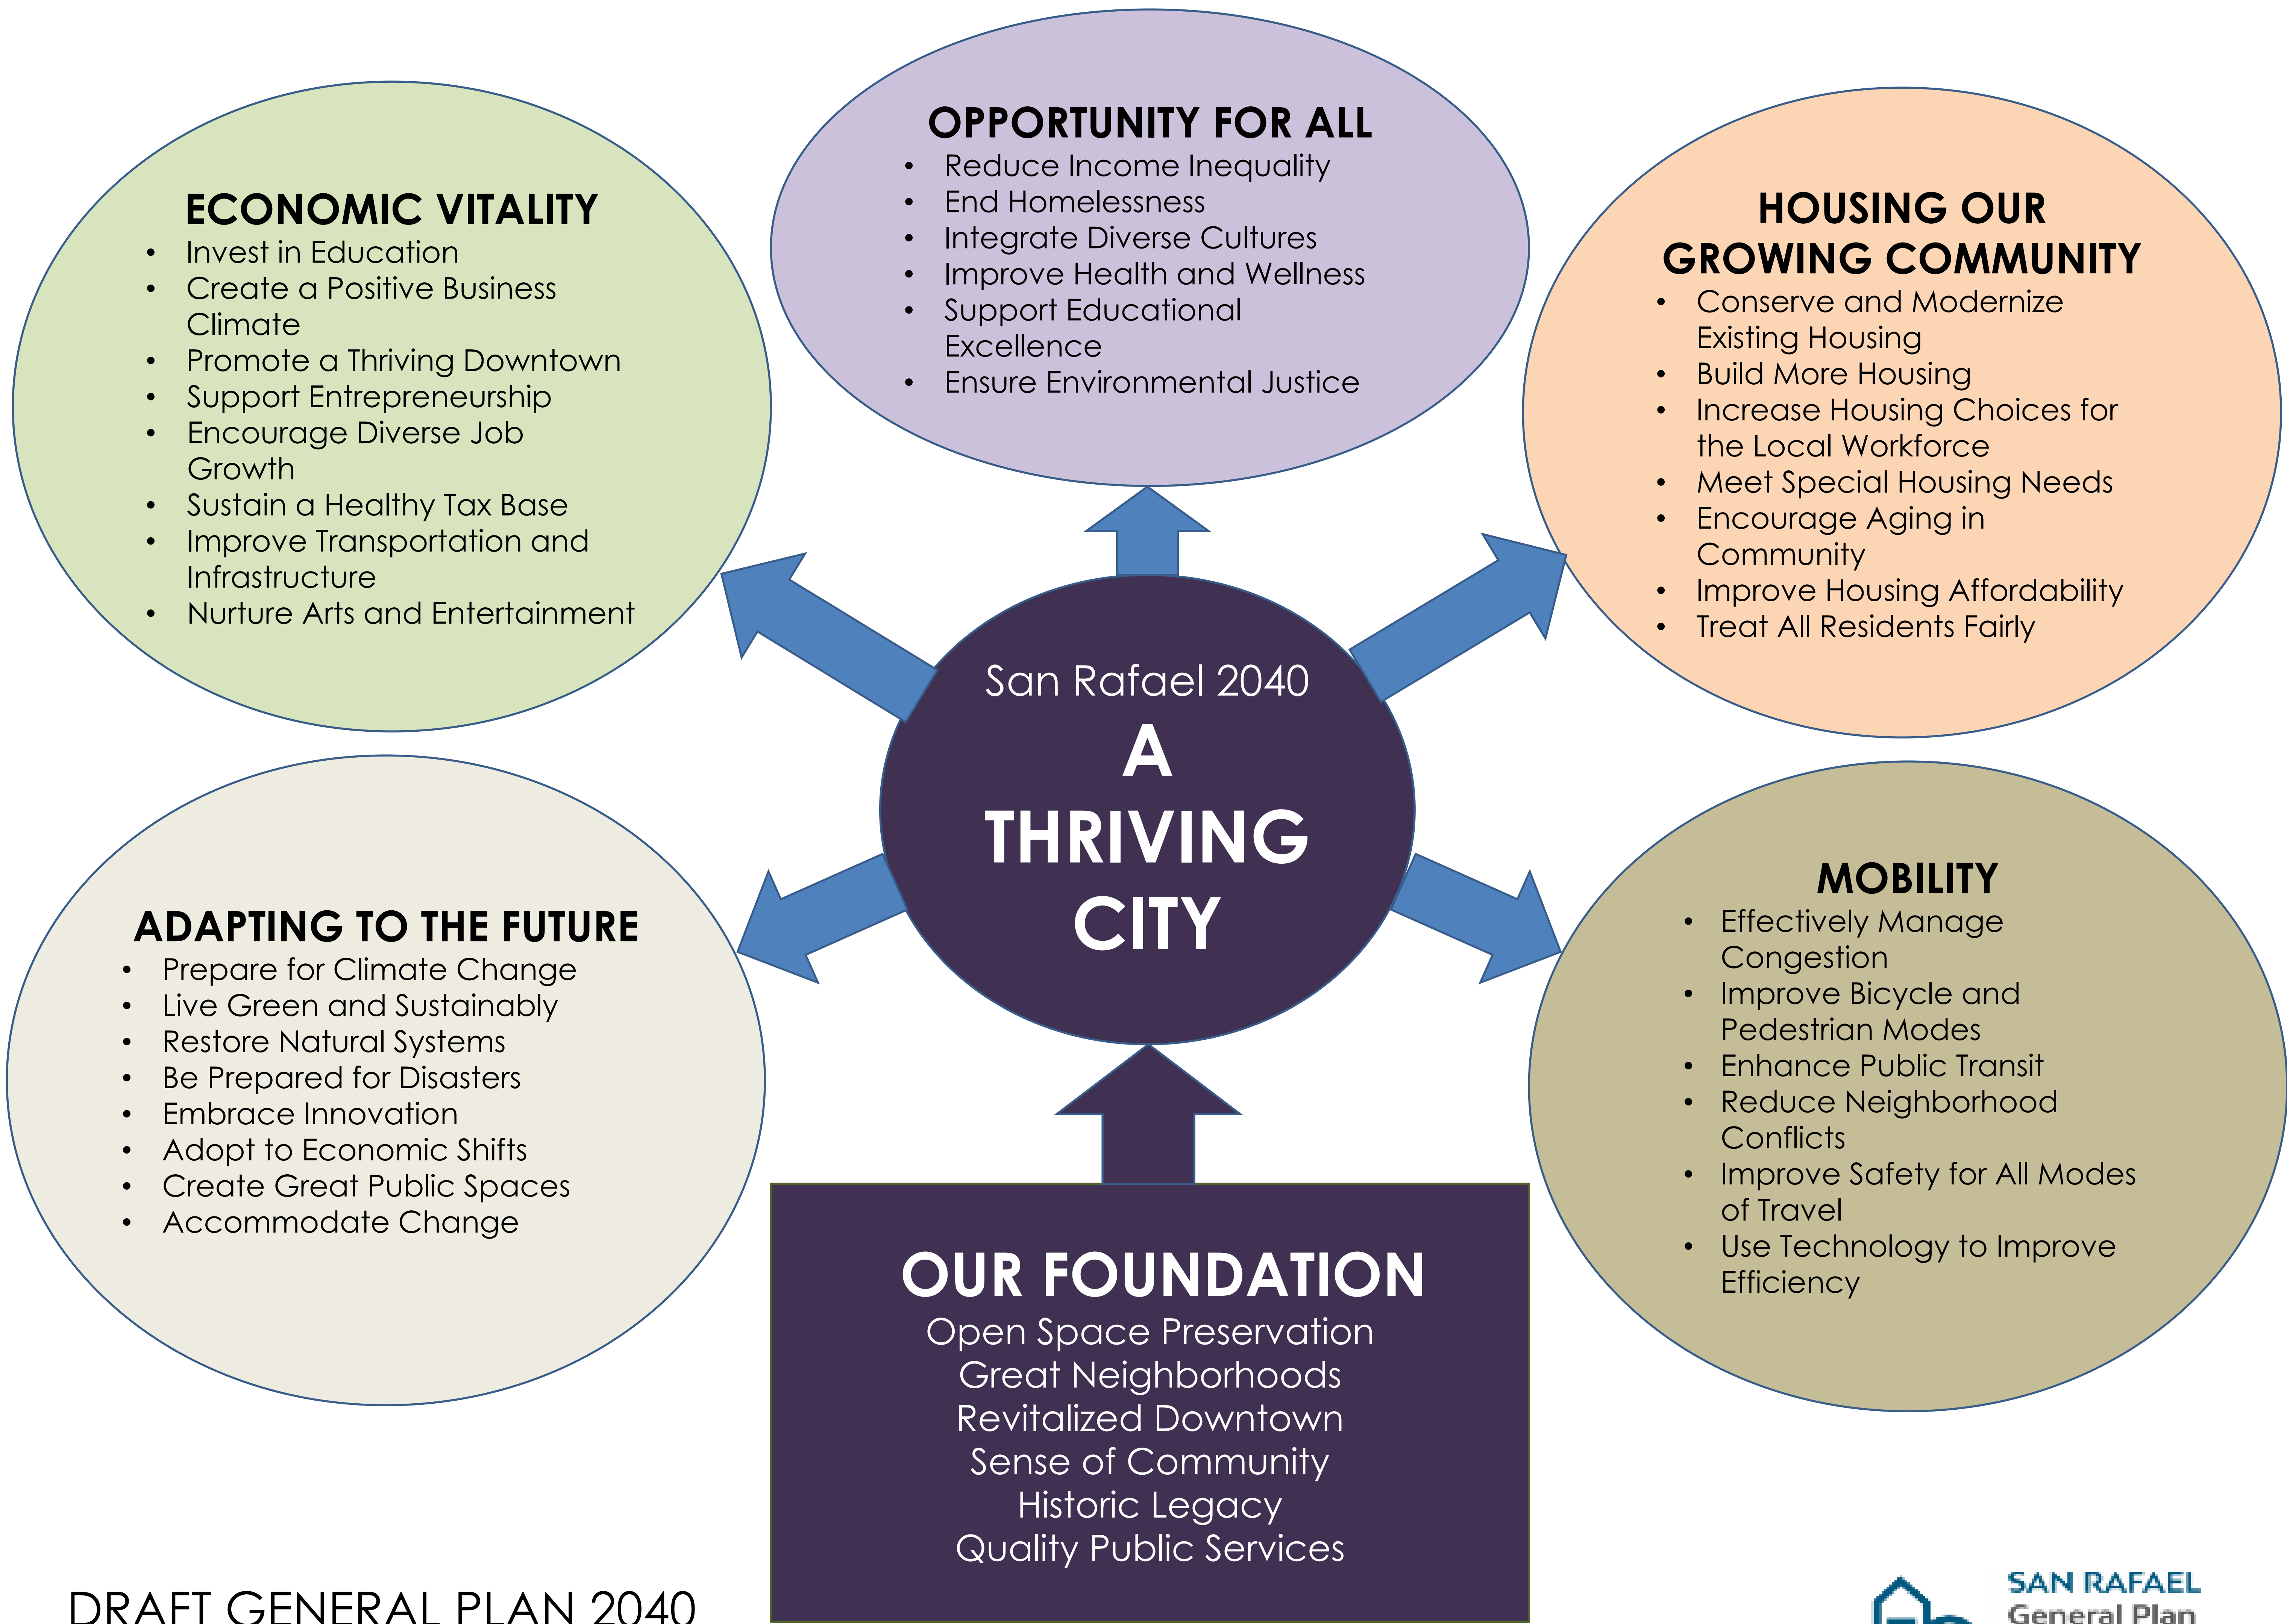 OPPORTUNITY FOR ALL
• Reduce Income Inequality
• End Homelessness
• Integrate Diverse Cultures
• Improve Health and Wellness
• Support Educational
Excellence
• Ensure Environmental Justice
ECONOMIC VITALITY
• Invest in Education
• Create a Positive Business
Climate
• Promote a Thriving Downtown
• Support Entrepreneurship
• Encourage Diverse Job
Growth
• Sustain a Healthy Tax Base
• Improve Transportation and
Infrastructure
• Nurture Arts and Entertainment
HOUSING OUR
GROWING COMMUNITY
• Conserve and Modernize
Existing Housing
• Build More Housing
• Increase Housing Choices for
the Local Workforce
• Meet Special Housing Needs
• Encourage Aging in
Community
• Improve Housing Affordability
• Treat All Residents Fairly
San Rafael 2040
A
THRIVING
CITY
ADAPTING TO THE FUTURE
• Prepare for Climate Change
• Live Green and Sustainably
• Restore Natural Systems
• Be Prepared for Disasters
• Embrace Innovation
• Adopt to Economic Shifts
• Create Great Public Spaces
• Accommodate Change
MOBILITY
• Effectively Manage
Congestion
• Improve Bicycle and
Pedestrian Modes
• Enhance Public Transit
• Reduce Neighborhood
Conflicts
• Improve Safety for All Modes
of Travel
• Use Technology to Improve
Efficiency
OUR FOUNDATION
Open Space Preservation
Great Neighborhoods
Revitalized Downtown
Sense of Community
Historic Legacy
Quality Public Services
DRAFT GENERAL PLAN 2040
SAN RAFAEL
General Plan